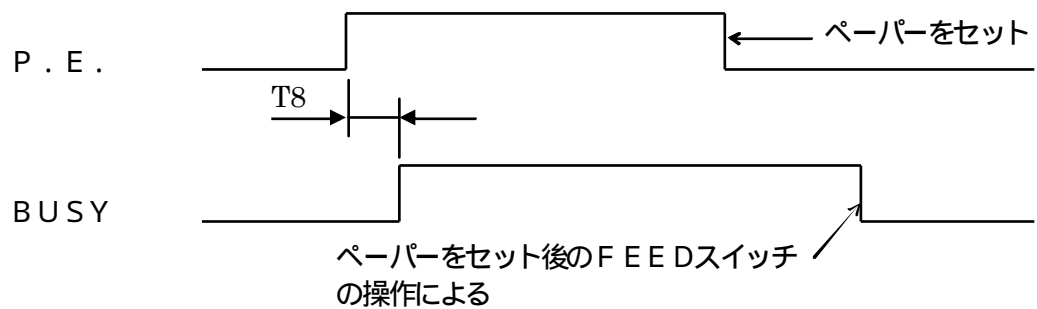 ペーパーをセット
Ｐ．Ｅ．
T8
ＢＵＳＹ
ペーパーをセット後のＦＥＥＤスイッチ
の操作による